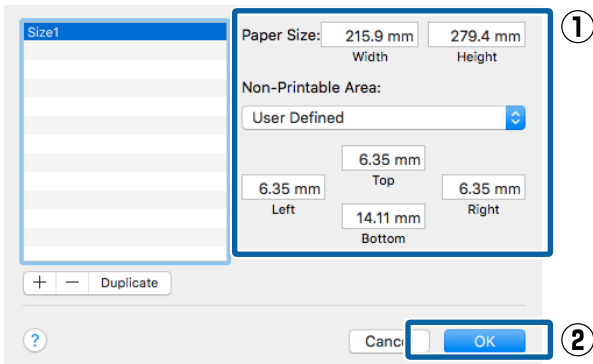 Size1
Paper Size: 215.9 mm 279.4 mm
Width Height
Non-Printable Area:
User Defined
6.35 mm
Top
6.35 mm 6.35 mm
Left Right
14.11 mm
Bottom
+ − Duplicate
? Canc OK
①
②